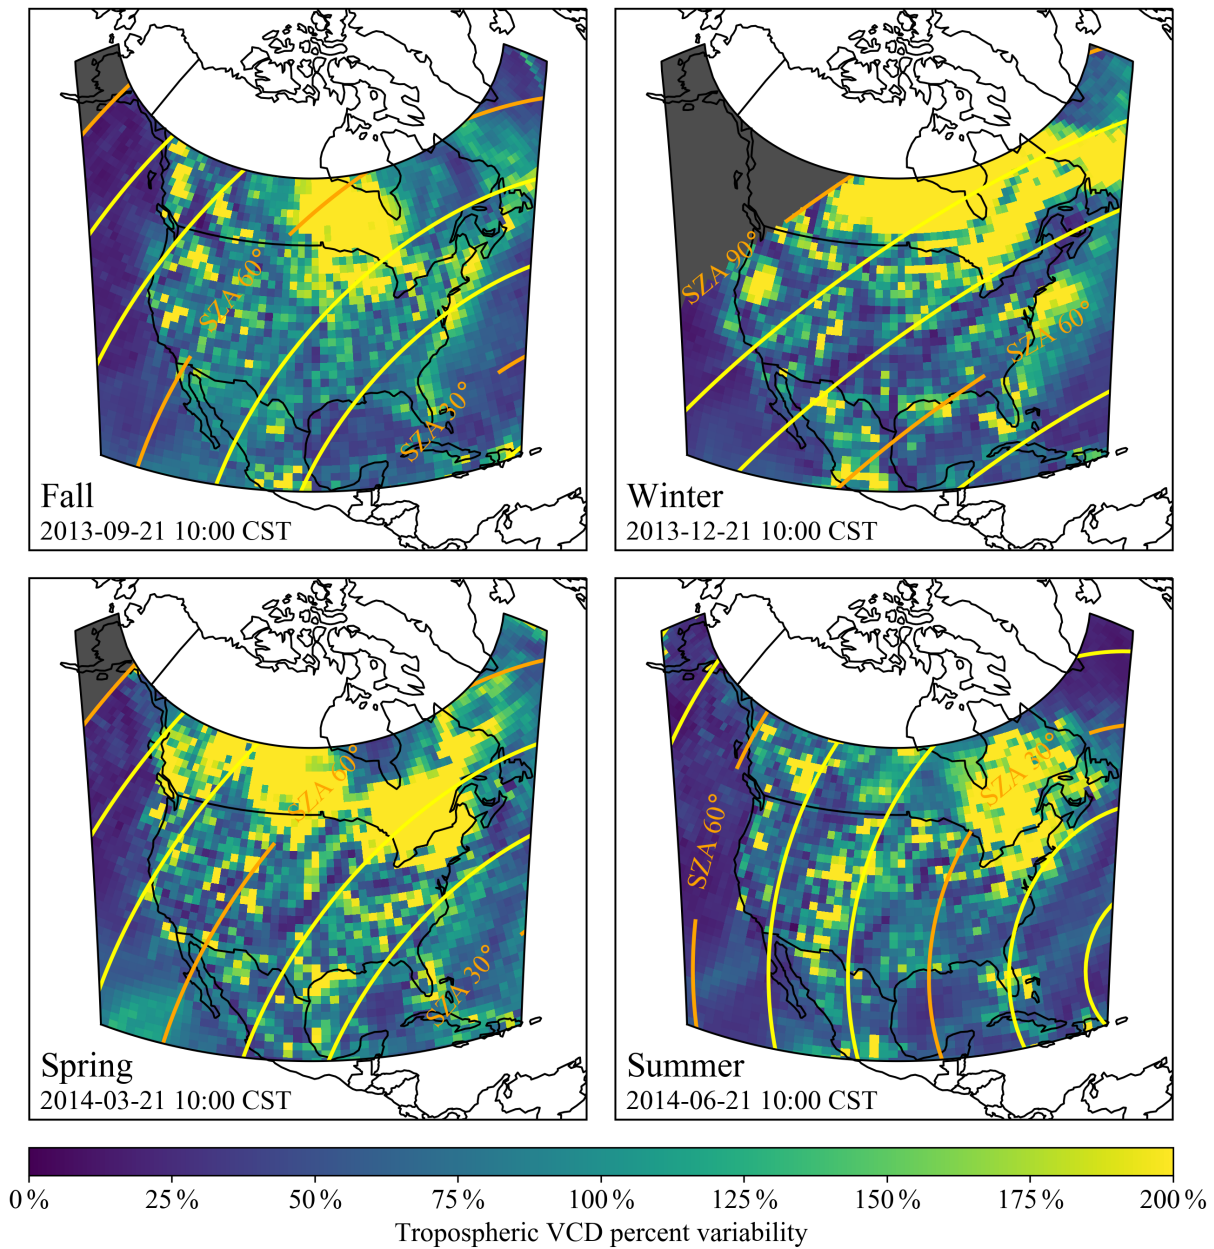 SZA 60°
SZA 30°
Fall
2013-09-21 10:00 CST
SZA 90°
SZA 60°
Winter
2013-12-21 10:00 CST
SZA 60°
SZA 30°
Spring
2014-03-21 10:00 CST
SZA 30°
SZA 60°
Summer
2014-06-21 10:00 CST
0 % 25 % 50 % 75 % 100 % 125 % 150 % 175 % 200 %
Tropospheric VCD percent variability